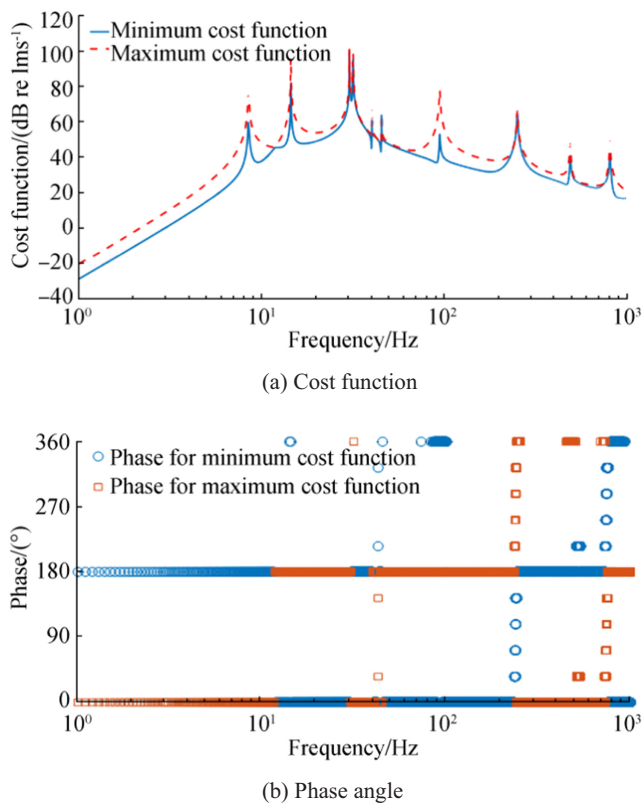 120
100
80
60
40
20
0
−20
−40
Cost function/(dB re lms⁻¹)
Minimum cost function
Maximum cost function
10⁰
10¹
10²
10³
Frequency/Hz
(a) Cost function
360
270
180
90
0
Phase/(°)
Phase for minimum cost function
Phase for maximum cost function
10⁰
10¹
10²
10³
Frequency/Hz
(b) Phase angle